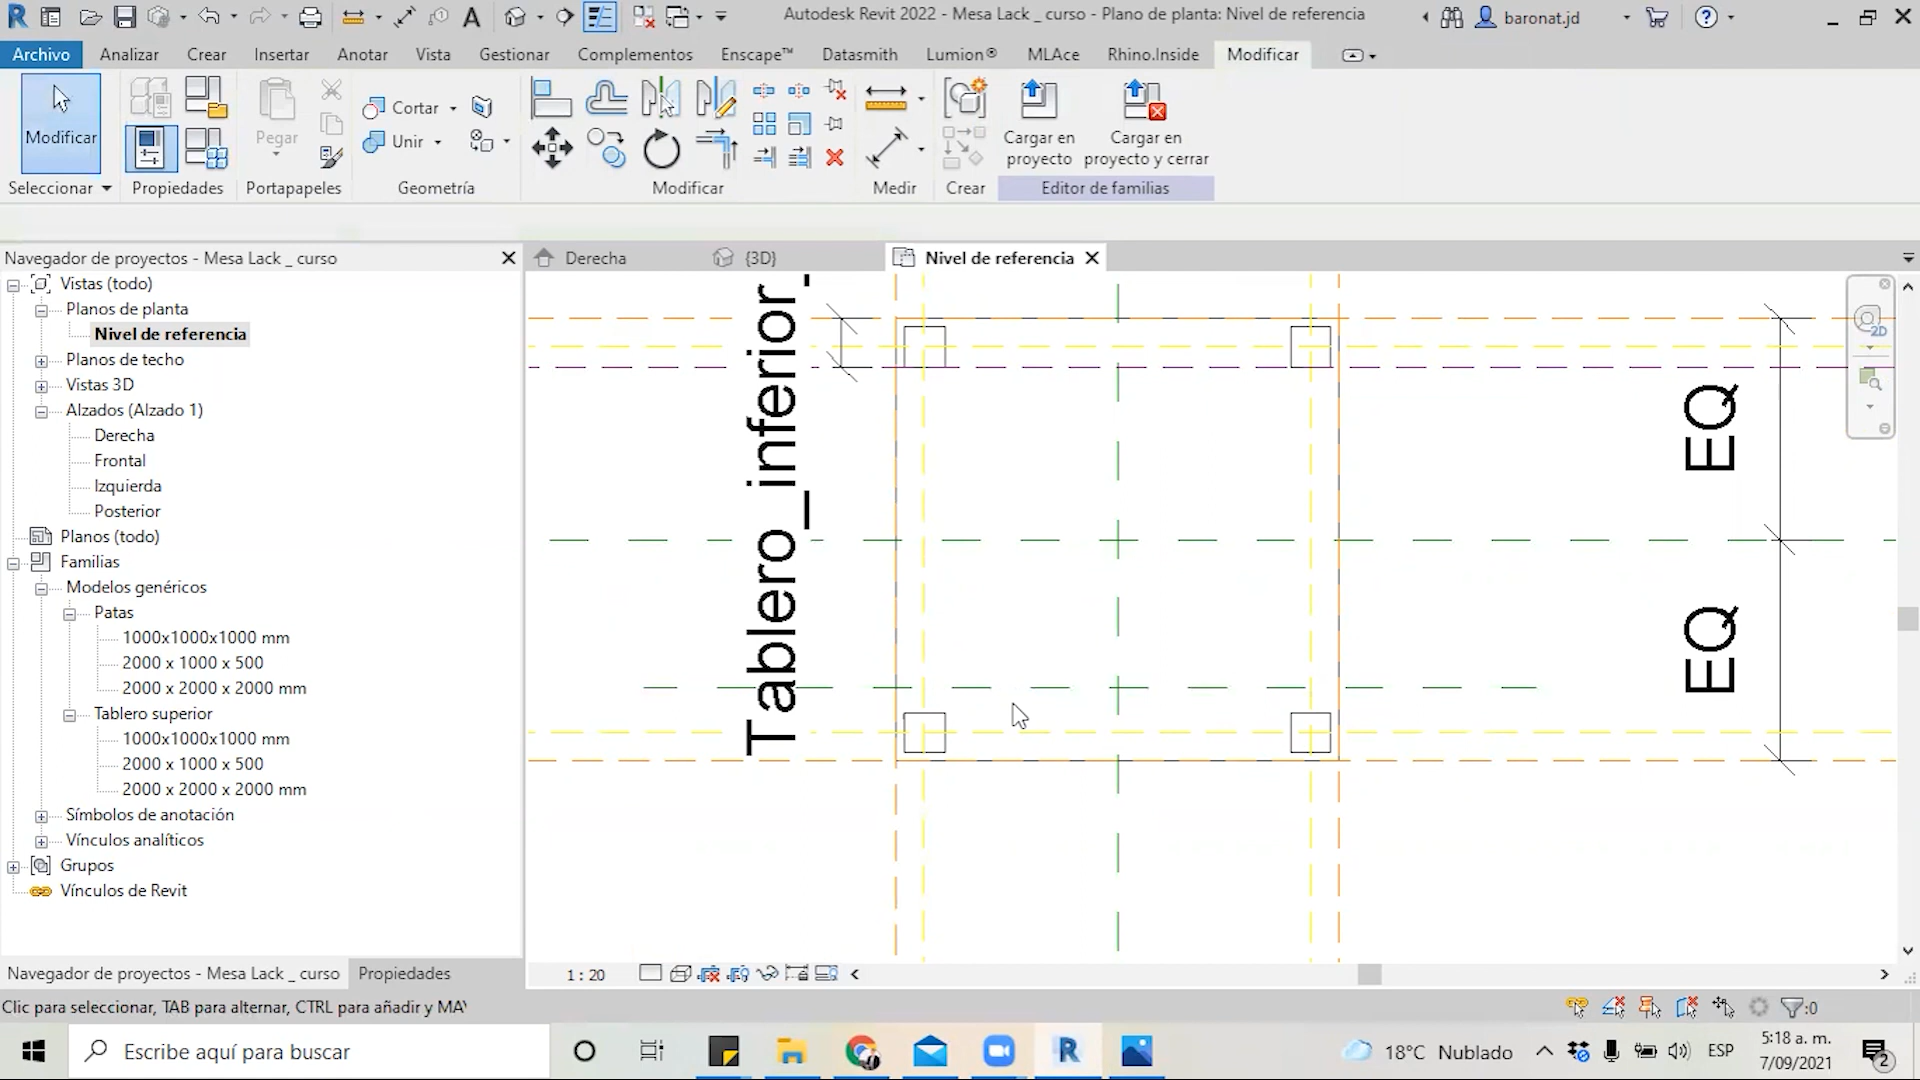 Autodesk Revit 2022 - Mesa Lack _ curso - Plano de planta: Nivel de referencia
baronat.jd
Archivo Analizar Crear Insertar Anotar Vista Gestionar Complementos Enscape™ Datasmith Lumion® MLAce Rhino.Inside Modificar
Modificar
Pegar
Cortar
Unir
Cargar en proyecto
Cargar en proyecto y cerrar
Seleccionar Propiedades Portapapeles Geometría Modificar Medir Crear Editor de familias
Navegador de proyectos - Mesa Lack _ curso
Derecha {3D} Nivel de referencia
Vistas (todo)
Planos de planta
Nivel de referencia
Planos de techo
Vistas 3D
Alzados (Alzado 1)
Derecha
Frontal
Izquierda
Posterior
Planos (todo)
Familias
Modelos genéricos
Patas
1000x1000x1000 mm
2000 x 1000 x 500
2000 x 2000 x 2000 mm
Tablero superior
1000x1000x1000 mm
2000 x 1000 x 500
2000 x 2000 x 2000 mm
Símbolos de anotación
Vínculos analíticos
Grupos
Vínculos de Revit
Tablero_inferior_
EQ
EQ
2D
Navegador de proyectos - Mesa Lack _ curso Propiedades
1 : 20
Clic para seleccionar, TAB para alternar, CTRL para añadir y MA
:0
Escribe aquí para buscar
18°C Nublado
ESP
5:18 a. m.
7/09/2021
2